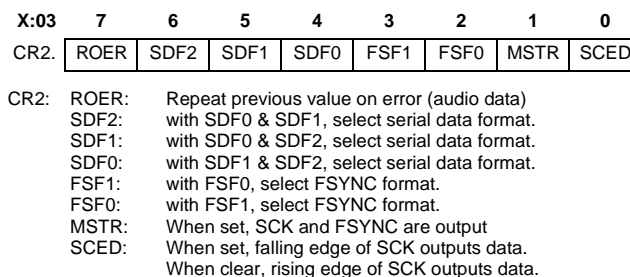 X:03 7 6 5 4 3 2 1 0
CR2. ROER SDF2 SDF1 SDF0 FSF1 FSF0 MSTR SCED
CR2: ROER: Repeat previous value on error (audio data)
SDF2: with SDF0 & SDF1, select serial data format.
SDF1: with SDF0 & SDF2, select serial data format.
SDF0: with SDF1 & SDF2, select serial data format.
FSF1: with FSF0, select FSYNC format.
FSF0: with FSF1, select FSYNC format.
MSTR: When set, SCK and FSYNC are output
SCED: When set, falling edge of SCK outputs data.
When clear, rising edge of SCK outputs data.